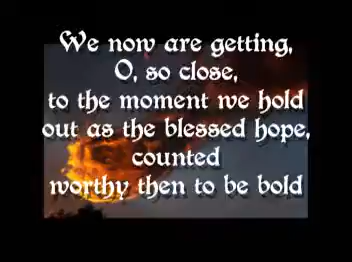 We now are getting,
O, so close,
to the moment we hold
out as the blessed hope,
counted
worthy then to be bold